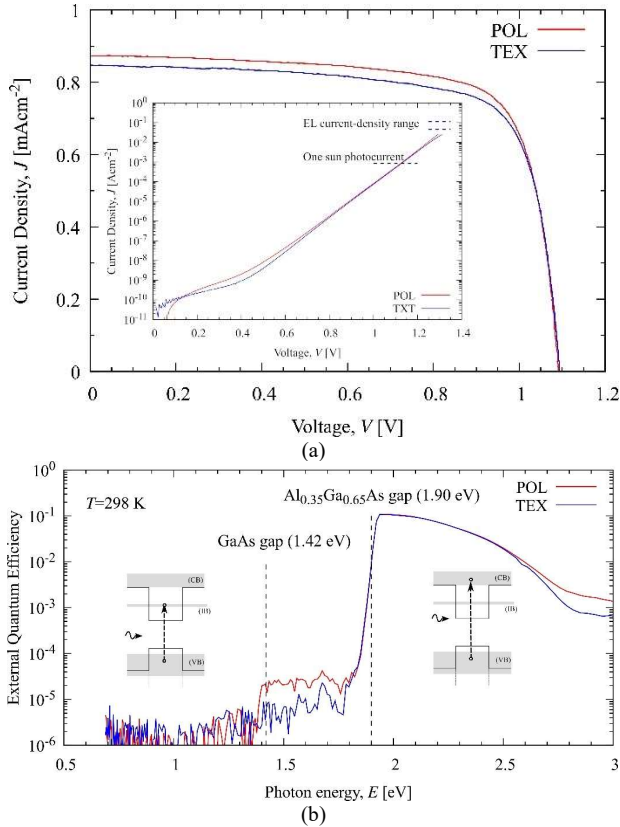 POL
TEX
1
0.8
0.6
0.4
0.2
0
Current Density, J [mAcm⁻²]
10⁰
10⁻¹
10⁻²
10⁻³
10⁻⁴
10⁻⁵
10⁻⁶
10⁻⁷
10⁻⁸
10⁻⁹
10⁻¹⁰
10⁻¹¹
Current Density, J [Acm⁻²]
EL current-density range
One sun photocurrent
POL
TXT
0 0.2 0.4 0.6 0.8 1 1.2 1.4
Voltage, V [V]
0 0.2 0.4 0.6 0.8 1 1.2
Voltage, V [V]
(a)
10⁰
10⁻¹
10⁻²
10⁻³
10⁻⁴
10⁻⁵
10⁻⁶
External Quantum Efficiency
T=298 K
Al₀.₃₅Ga₀.₆₅As gap (1.90 eV)
GaAs gap (1.42 eV)
POL
TEX
(CB)
(IB)
(VB)
(CB)
(IB)
(VB)
0.5 1 1.5 2 2.5 3
Photon energy, E [eV]
(b)